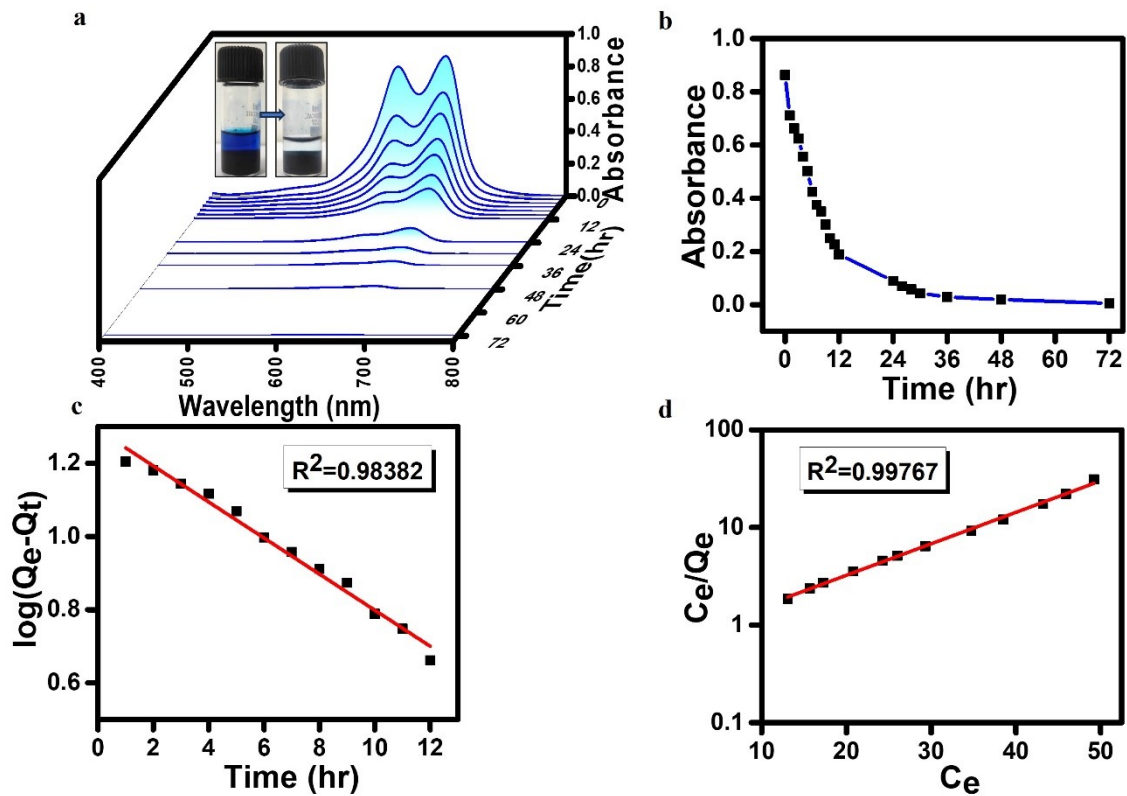 a
1.0
0.8
0.6
0.4
0.2
0.0
Absorbance
0
12
24
36
48
60
72
Time(hr)
400
500
600
700
800
Wavelength (nm)
b
1.0
0.8
0.6
0.4
0.2
0.0
Absorbance
0 12 24 36 48 60 72
Time (hr)
c
R2=0.98382
1.2
1.0
0.8
0.6
log(Qe-Qt)
0 2 4 6 8 10 12
Time (hr)
d
R2=0.99767
100
10
1
0.1
Ce/Qe
10 20 30 40 50
Ce